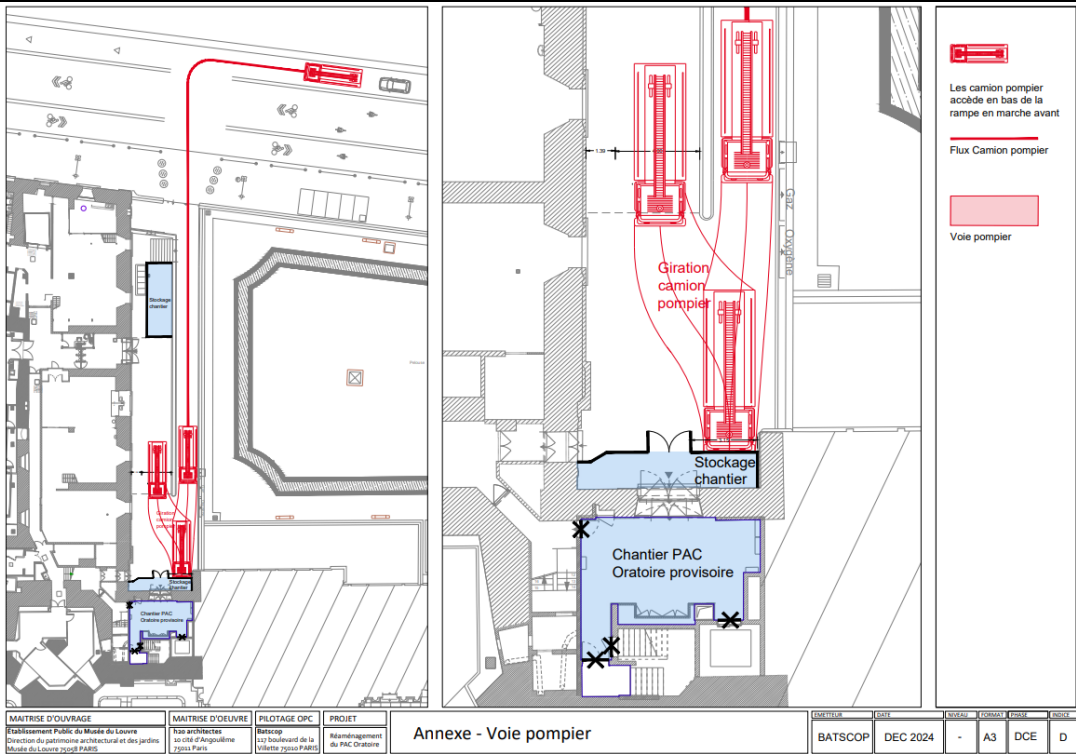 Stockage
chantier
Giration
camion
pompier
Stockage
chantier
Chantier PAC
Oratoire provisoire
1.39
Gaz
Oxygène
Giration
camion
pompier
Stockage
chantier
Chantier PAC
Oratoire provisoire
Les camion pompier
accède en bas de la
rampe en marche avant
Flux Camion pompier
Voie pompier
MAITRISE D'OUVRAGE
Établissement Public du Musée du Louvre
Direction du patrimoine architectural et des jardins
Musée du Louvre 75058 PARIS
MAITRISE D'OEUVRE
h2o architectes
10 cité d'Angoulême
75011 Paris
PILOTAGE OPC
Batscop
117 boulevard de la
Villette 75010 PARIS
PROJET
Réaménagement
du PAC Oratoire
Annexe - Voie pompier
EMETTEUR
BATSCOP
DATE
DEC 2024
NIVEAU
-
FORMAT
A3
PHASE
DCE
INDICE
D